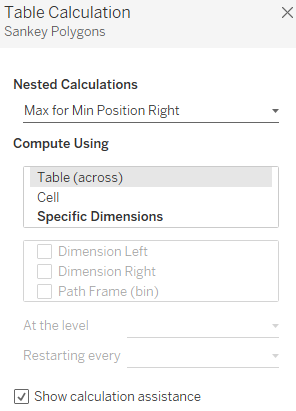 Table Calculation
Sankey Polygons
Nested Calculations
Max for Min Position Right
Compute Using
Table (across)
Cell
Specific Dimensions
Dimension Left
Dimension Right
Path Frame (bin)
At the level
Restarting every
Show calculation assistance